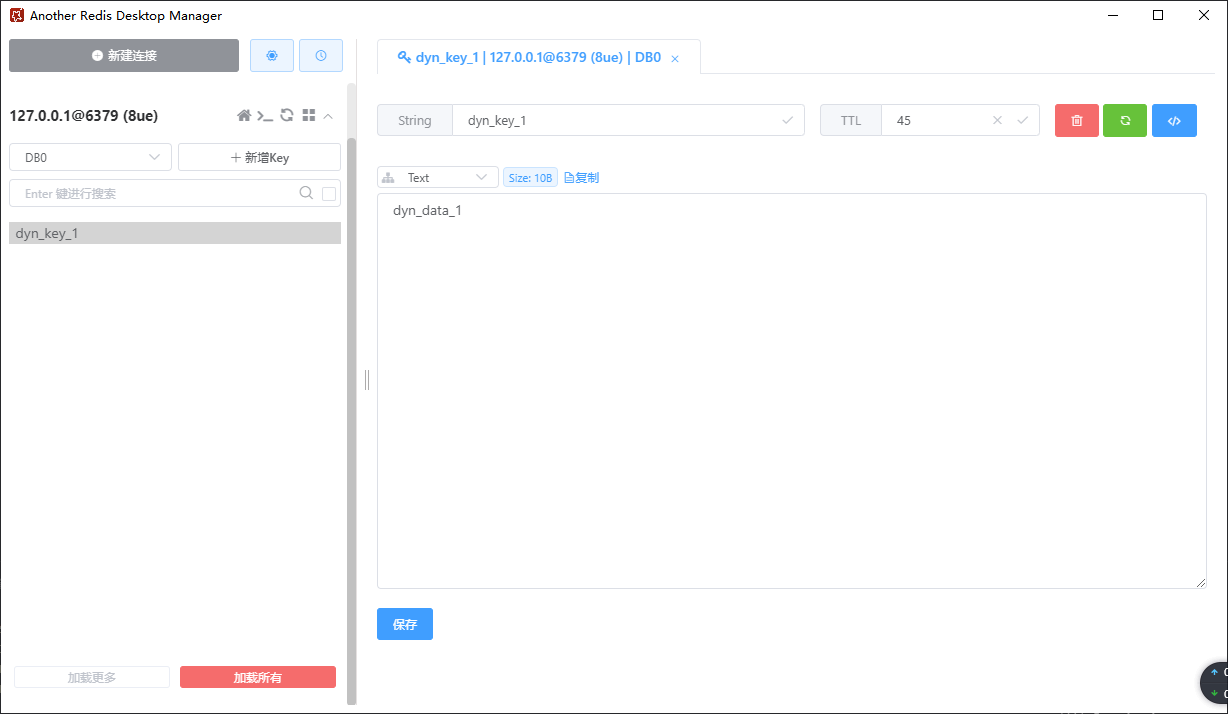 Another Redis Desktop Manager
新建连接
dyn_key_1 | 127.0.0.1@6379 (8ue) | DB0
127.0.0.1@6379 (8ue)
String dyn_key_1 TTL 45
DB0 新增Key
Text Size: 10B 复制
Enter 键进行搜索
dyn_data_1
dyn_key_1
保存
加载更多 加载所有